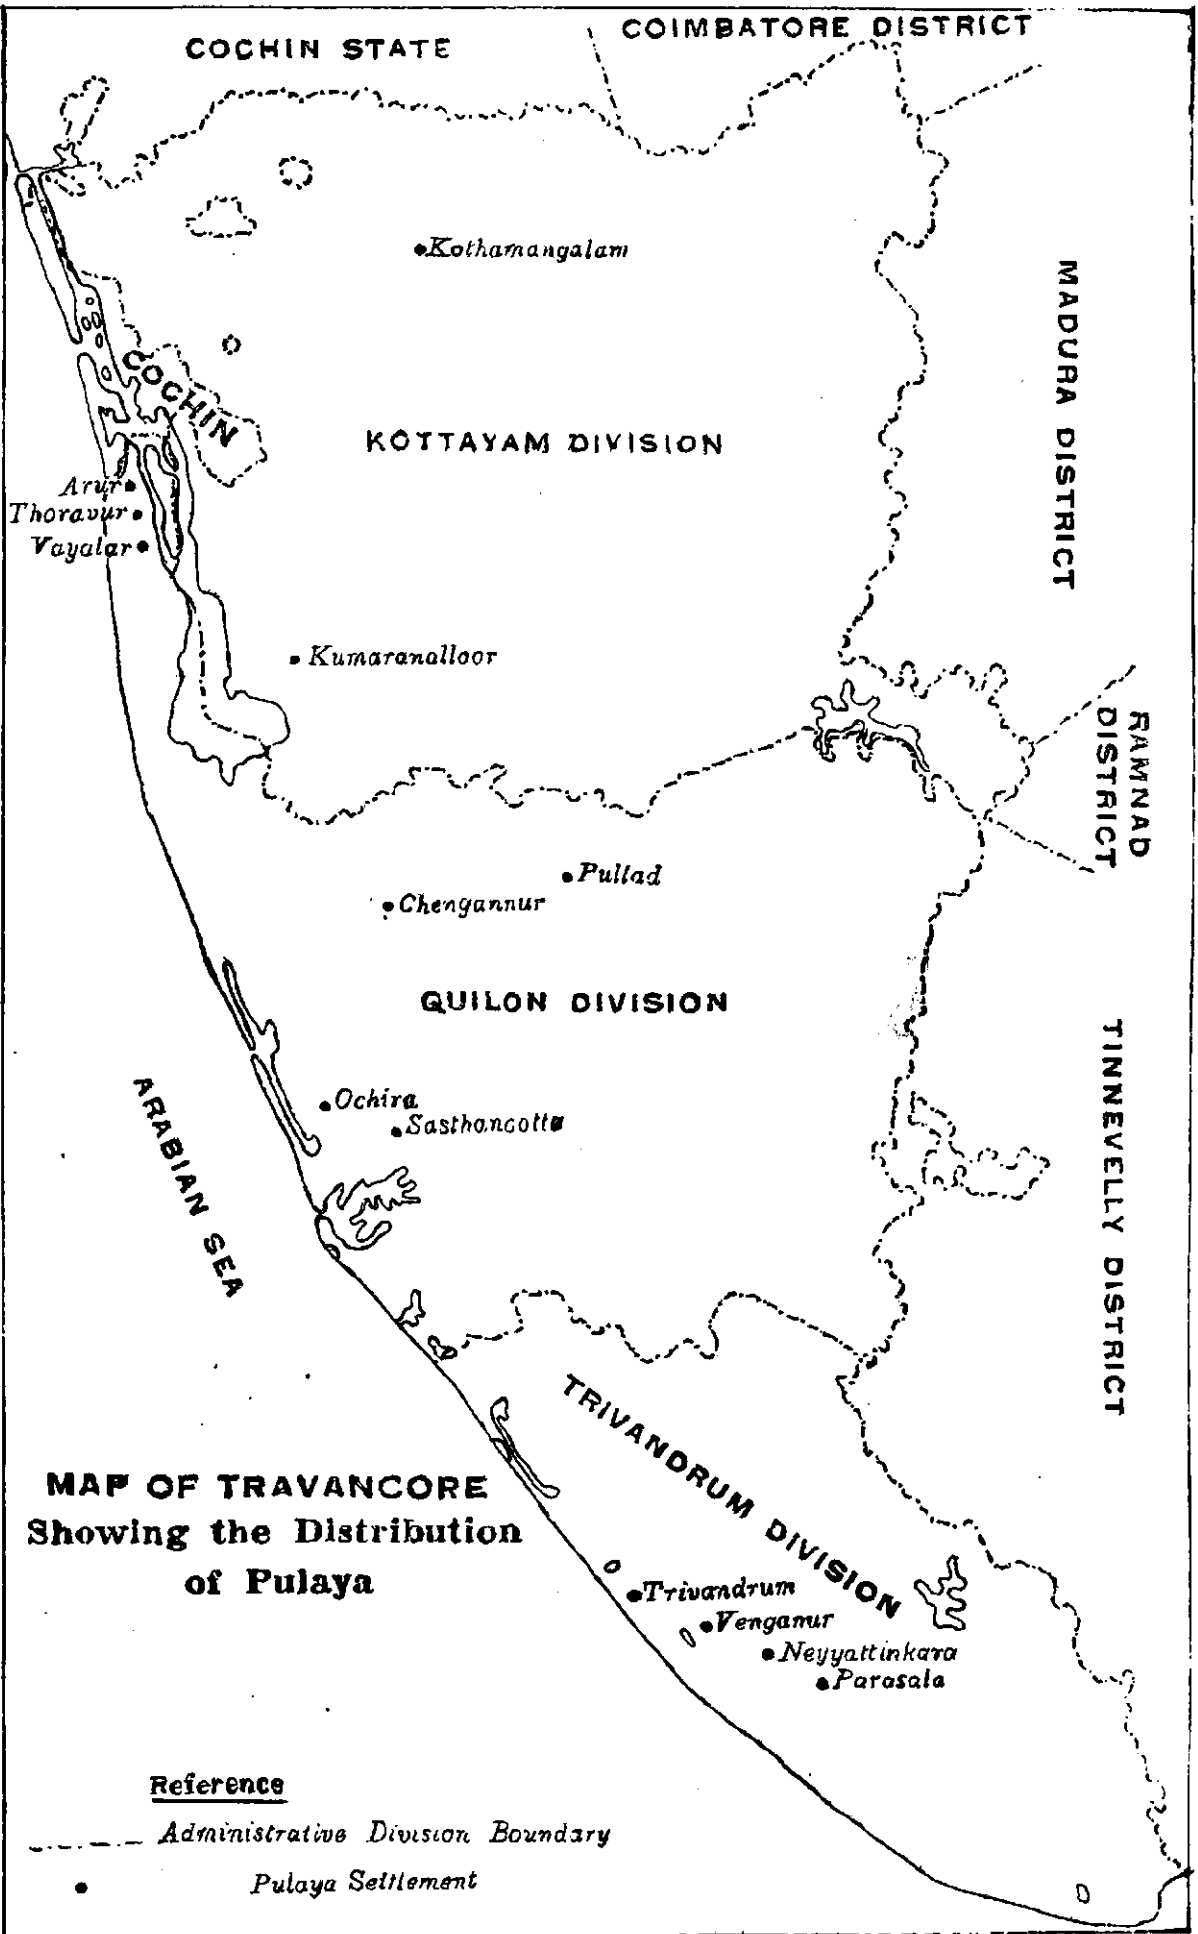 COCHIN STATE
COIMBATORE DISTRICT
Kothamangalam
MADURA DISTRICT
COCHIN
KOTTAYAM DIVISION
Arur
Thoravur
Vayalar
Kumaranalloor
RAMNAD
DISTRICT
Pullad
Chengannur
QUILON DIVISION
TINNEVELLY DISTRICT
ARABIAN SEA
Ochira
Sasthancotta
TRIVANDRUM DIVISION
MAP OF TRAVANCORE
Showing the Distribution
of Pulaya
Trivandrum
Venganur
Neyyattinkara
Parasala
Reference
Administrative Division Boundary
Pulaya Settlement